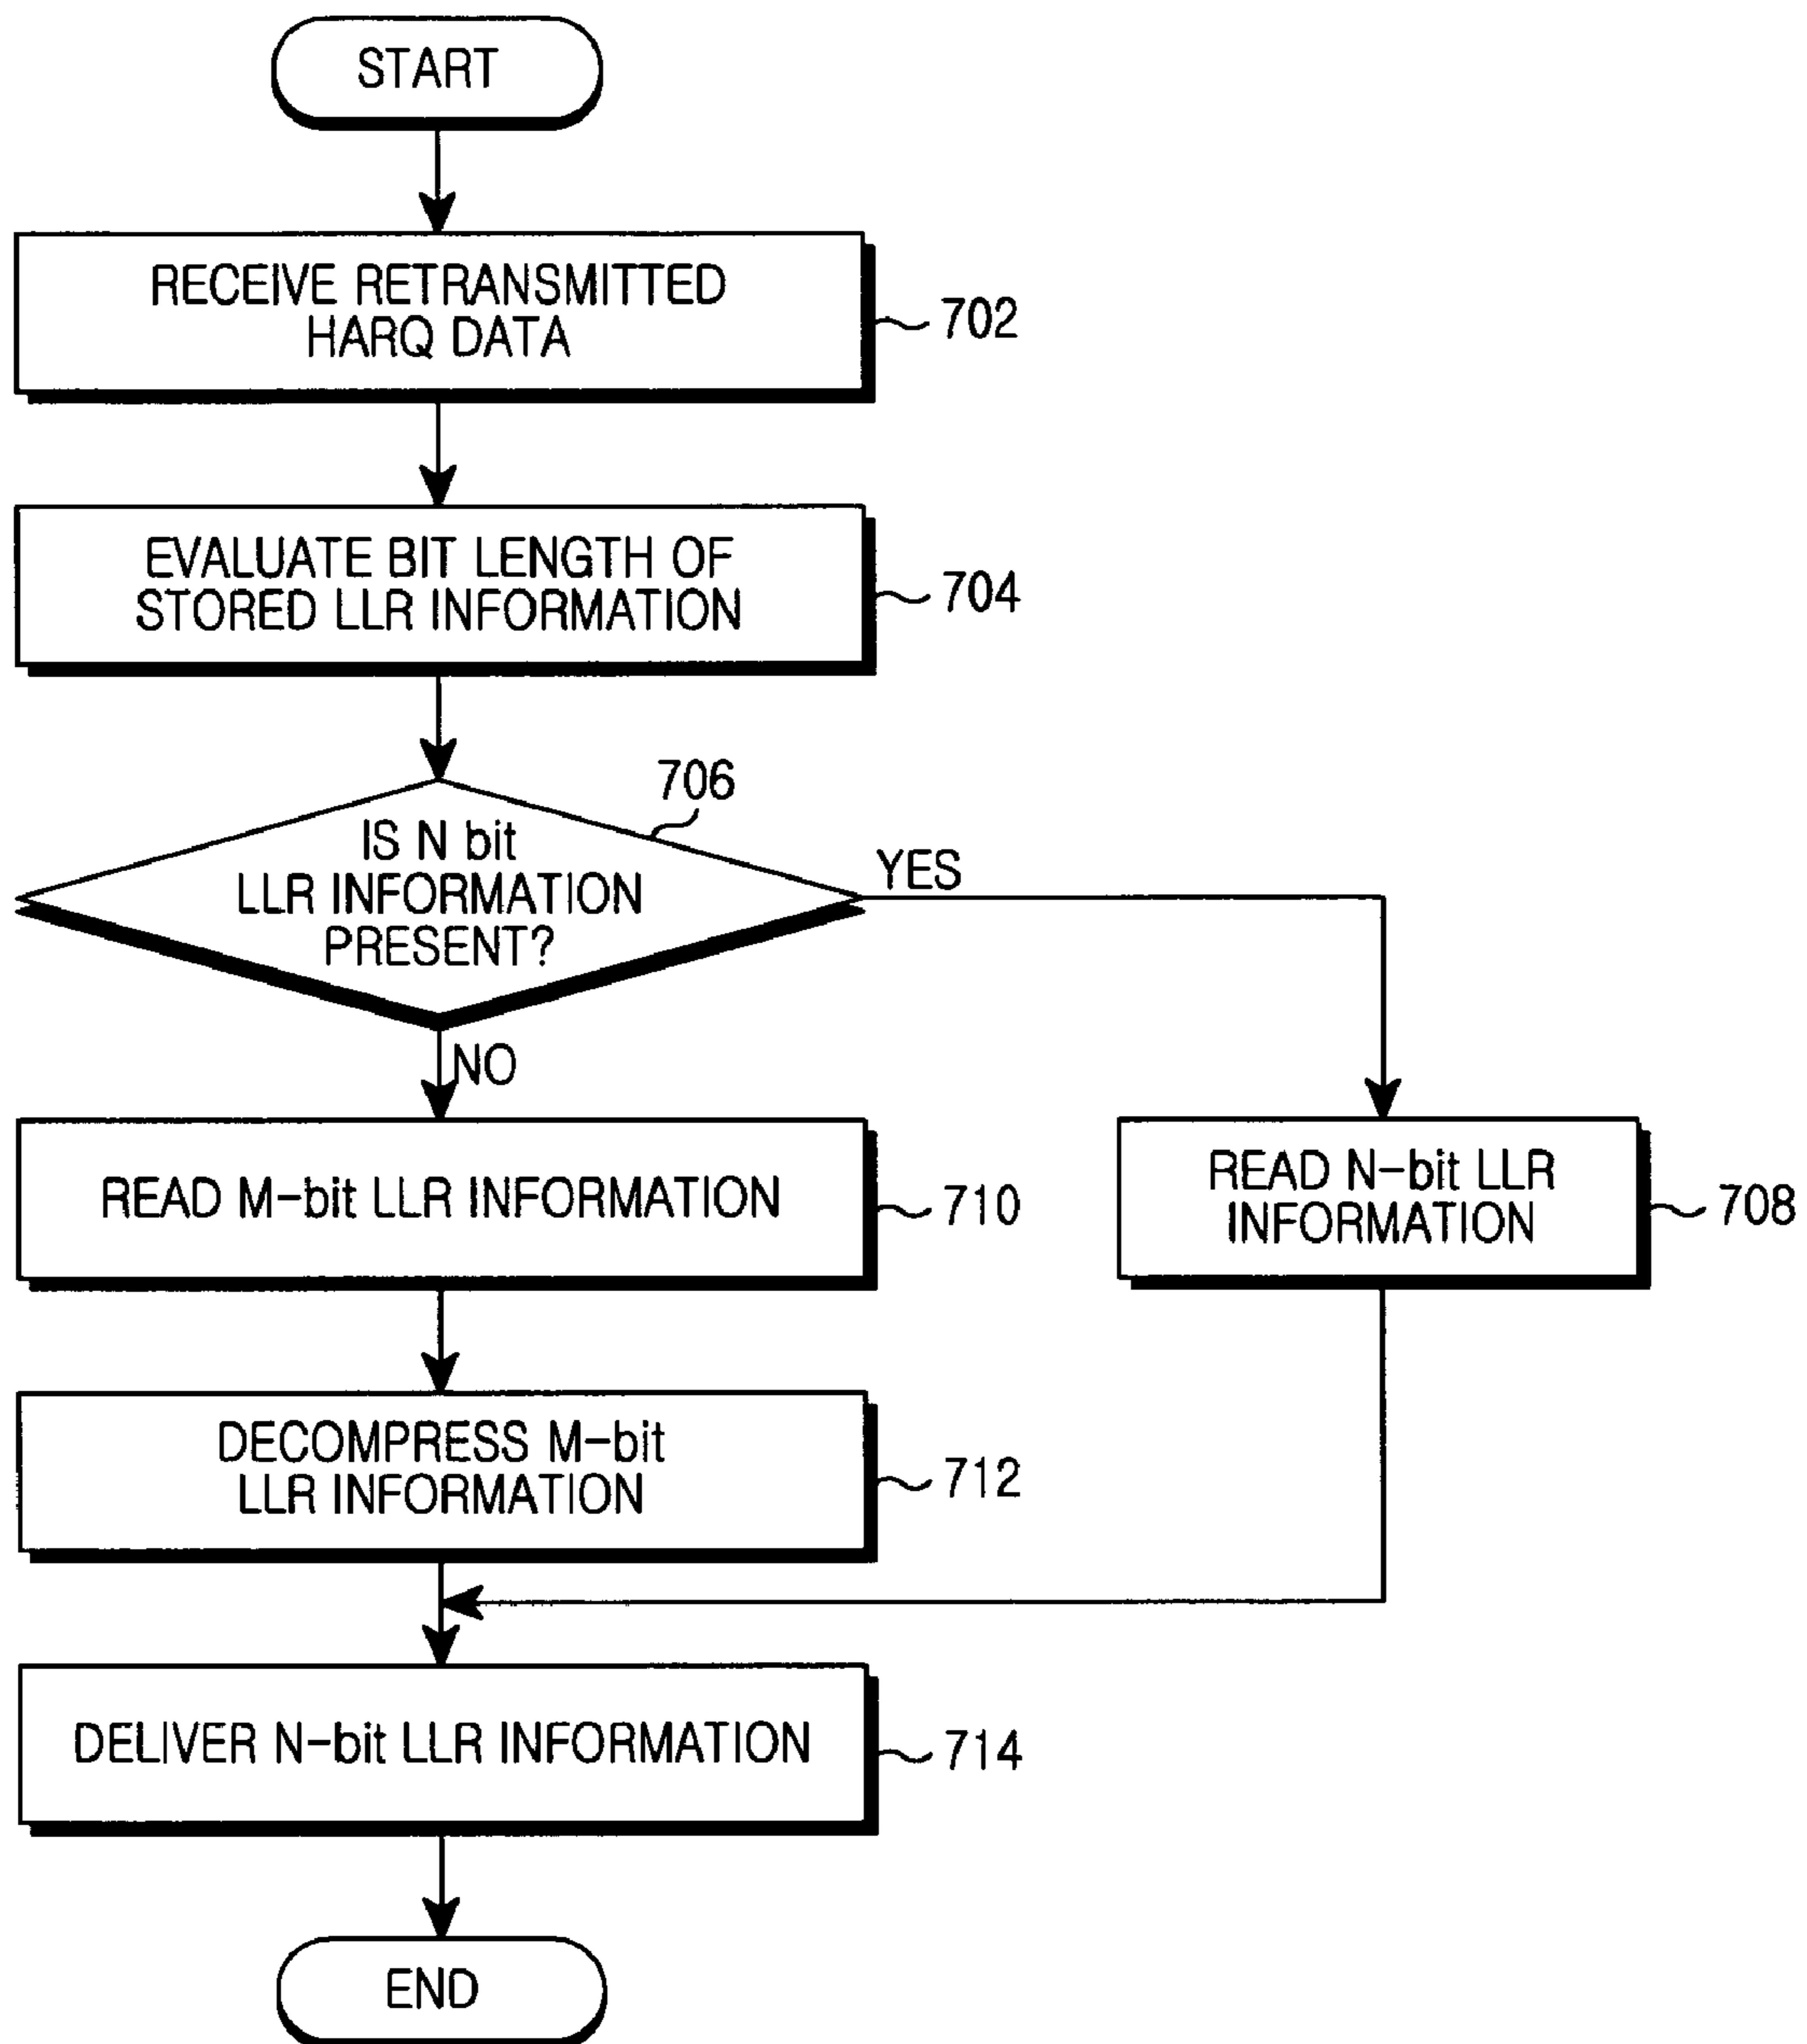 START
RECEIVE RETRANSMITTED
HARQ DATA
702
EVALUATE BIT LENGTH OF
STORED LLR INFORMATION
704
706
IS N bit
LLR INFORMATION
PRESENT?
YES
NO
READ M-bit LLR INFORMATION
710
READ N-bit LLR
INFORMATION
708
DECOMPRESS M-bit
LLR INFORMATION
712
DELIVER N-bit LLR INFORMATION
714
END